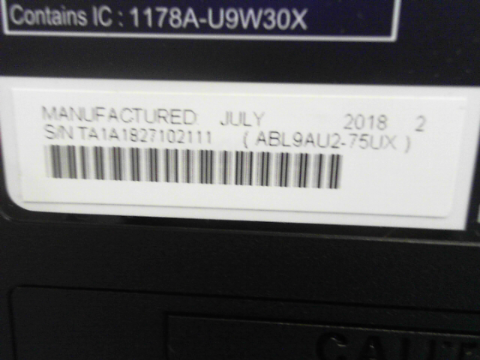 Contains IC : 1178A-U9W30X
MANUFACTURED JULY 2018 2
S/N TA1A1827102111 ( ABL9AU2-75UX )